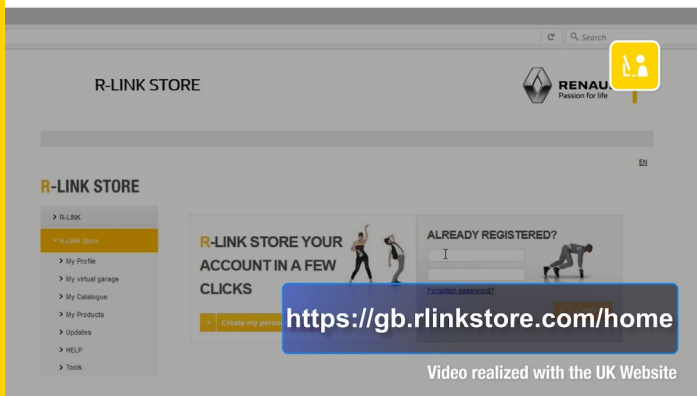 Search
R-LINK STORE
RENAU
Passion for life
EN
R-LINK STORE
R-LINK
R-LINK Store
My Profile
My virtual garage
My Catalogue
My Products
Updates
HELP
Tools
R-LINK STORE YOUR
ACCOUNT IN A FEW
CLICKS
Create my perso
ALREADY REGISTERED?
Forgotten password?
https://gb.rlinkstore.com/home
Video realized with the UK Website